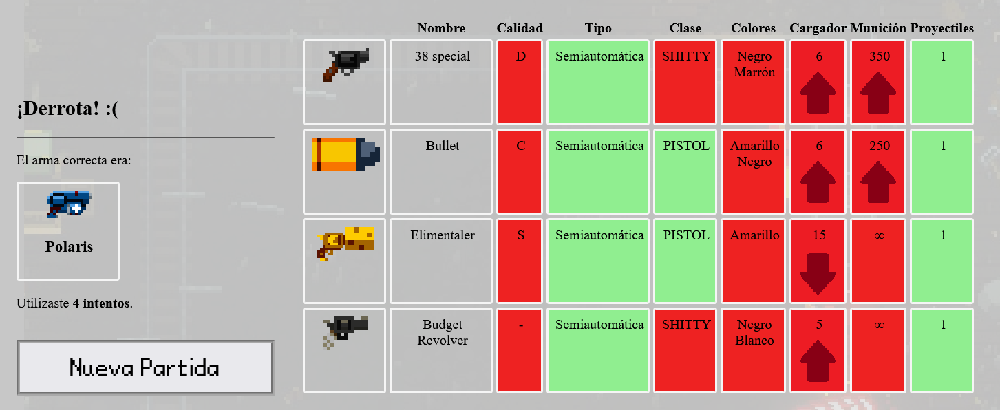 ¡Derrota! :(
El arma correcta era:
Polaris
Utilizaste 4 intentos.
Nueva Partida
Nombre Calidad Tipo Clase Colores Cargador Munición Proyectiles
38 special D Semiautomática SHITTY Negro 6 350 1
Marrón
Bullet C Semiautomática PISTOL Amarillo 6 250 1
Negro
Elimentaler S Semiautomática PISTOL Amarillo 15 ∞ 1
Budget - Semiautomática SHITTY Negro 5 ∞ 1
Revolver Blanco